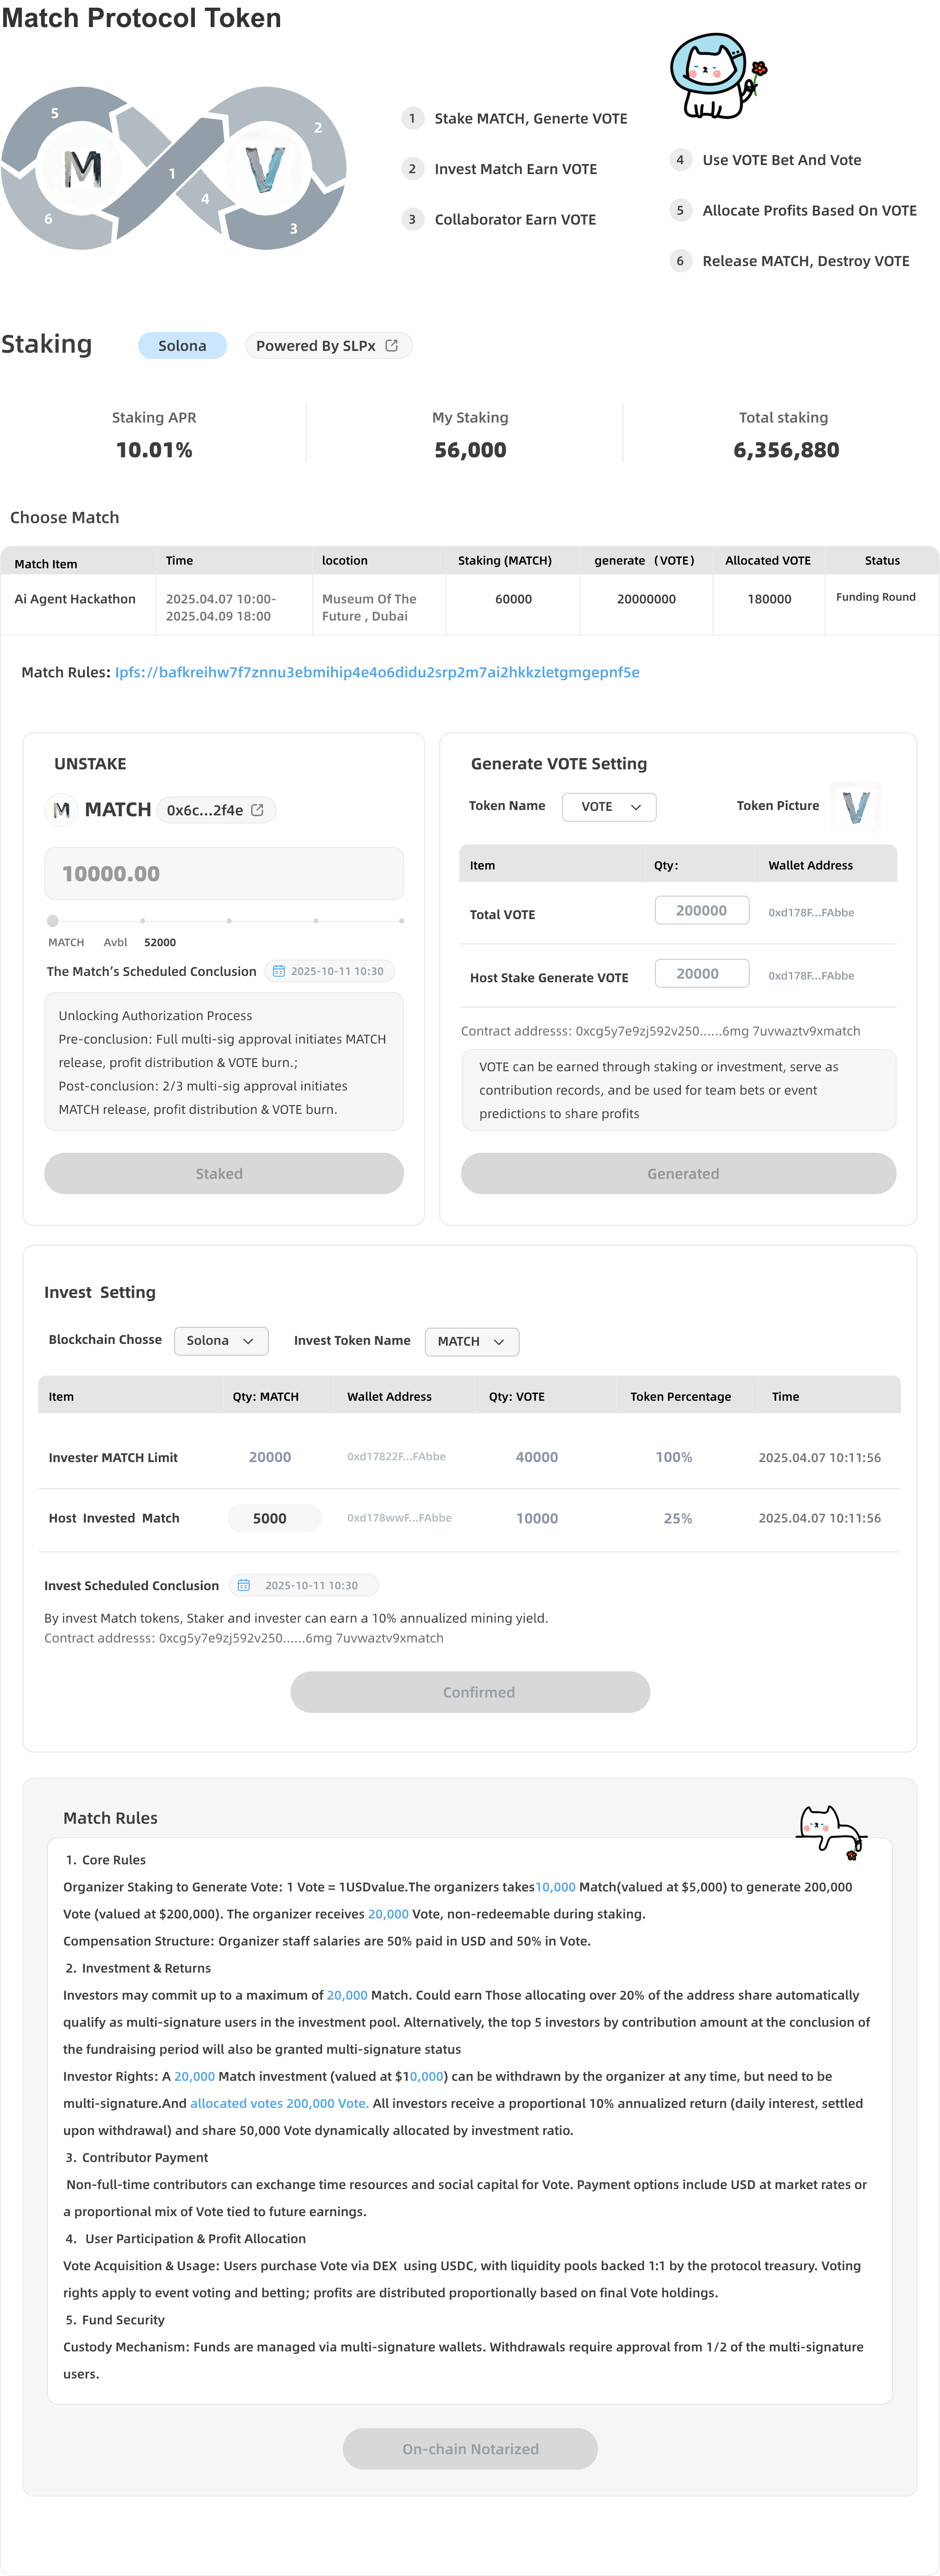 Match Protocol Token
5
2
1
4
6
3
M
V
1 Stake MATCH, Generte VOTE
2 Invest Match Earn VOTE
3 Collaborator Earn VOTE
4 Use VOTE Bet And Vote
5 Allocate Profits Based On VOTE
6 Release MATCH, Destroy VOTE
Staking Solona Powered By SLPx
Staking APR My Staking Total staking
10.01% 56,000 6,356,880
Choose Match
Match Item Time locotion Staking (MATCH) generate （VOTE） Allocated VOTE Status
Ai Agent Hackathon 2025.04.07 10:00- Museum Of The 60000 20000000 180000 Funding Round
2025.04.09 18:00 Future , Dubai
Match Rules: Ipfs://bafkreihw7f7znnu3ebmihip4e4o6didu2srp2m7ai2hkkzletgmgepnf5e
UNSTAKE
M MATCH 0x6c...2f4e
10000.00
MATCH Avbl 52000
The Match’s Scheduled Conclusion 2025-10-11 10:30
Unlocking Authorization Process
Pre-conclusion: Full multi-sig approval initiates MATCH
release, profit distribution & VOTE burn.;
Post-conclusion: 2/3 multi-sig approval initiates
MATCH release, profit distribution & VOTE burn.
Staked
Generate VOTE Setting
Token Name VOTE Token Picture V
Item Qty: Wallet Address
Total VOTE 200000 0xd178F...FAbbe
Host Stake Generate VOTE 20000 0xd178F...FAbbe
Contract addresss: 0xcg5y7e9zj592v250......6mg 7uvwaztv9xmatch
VOTE can be earned through staking or investment, serve as
contribution records, and be used for team bets or event
predictions to share profits
Generated
Invest Setting
Blockchain Chosse Solona Invest Token Name MATCH
Item Qty: MATCH Wallet Address Qty: VOTE Token Percentage Time
Invester MATCH Limit 20000 0xd17822F...FAbbe 40000 100% 2025.04.07 10:11:56
Host Invested Match 5000 0xd178wwF...FAbbe 10000 25% 2025.04.07 10:11:56
Invest Scheduled Conclusion 2025-10-11 10:30
By invest Match tokens, Staker and invester can earn a 10% annualized mining yield.
Contract addresss: 0xcg5y7e9zj592v250......6mg 7uvwaztv9xmatch
Confirmed
Match Rules
1. Core Rules
Organizer Staking to Generate Vote: 1 Vote = 1USDvalue.The organizers takes10,000 Match(valued at $5,000) to generate 200,000
Vote (valued at $200,000). The organizer receives 20,000 Vote, non-redeemable during staking.
Compensation Structure: Organizer staff salaries are 50% paid in USD and 50% in Vote.
2. Investment & Returns
Investors may commit up to a maximum of 20,000 Match. Could earn Those allocating over 20% of the address share automatically
qualify as multi-signature users in the investment pool. Alternatively, the top 5 investors by contribution amount at the conclusion of
the fundraising period will also be granted multi-signature status
Investor Rights: A 20,000 Match investment (valued at $10,000) can be withdrawn by the organizer at any time, but need to be
multi-signature.And allocated votes 200,000 Vote. All investors receive a proportional 10% annualized return (daily interest, settled
upon withdrawal) and share 50,000 Vote dynamically allocated by investment ratio.
3. Contributor Payment
Non-full-time contributors can exchange time resources and social capital for Vote. Payment options include USD at market rates or
a proportional mix of Vote tied to future earnings.
4. User Participation & Profit Allocation
Vote Acquisition & Usage: Users purchase Vote via DEX using USDC, with liquidity pools backed 1:1 by the protocol treasury. Voting
rights apply to event voting and betting; profits are distributed proportionally based on final Vote holdings.
5. Fund Security
Custody Mechanism: Funds are managed via multi-signature wallets. Withdrawals require approval from 1/2 of the multi-signature
users.
On-chain Notarized